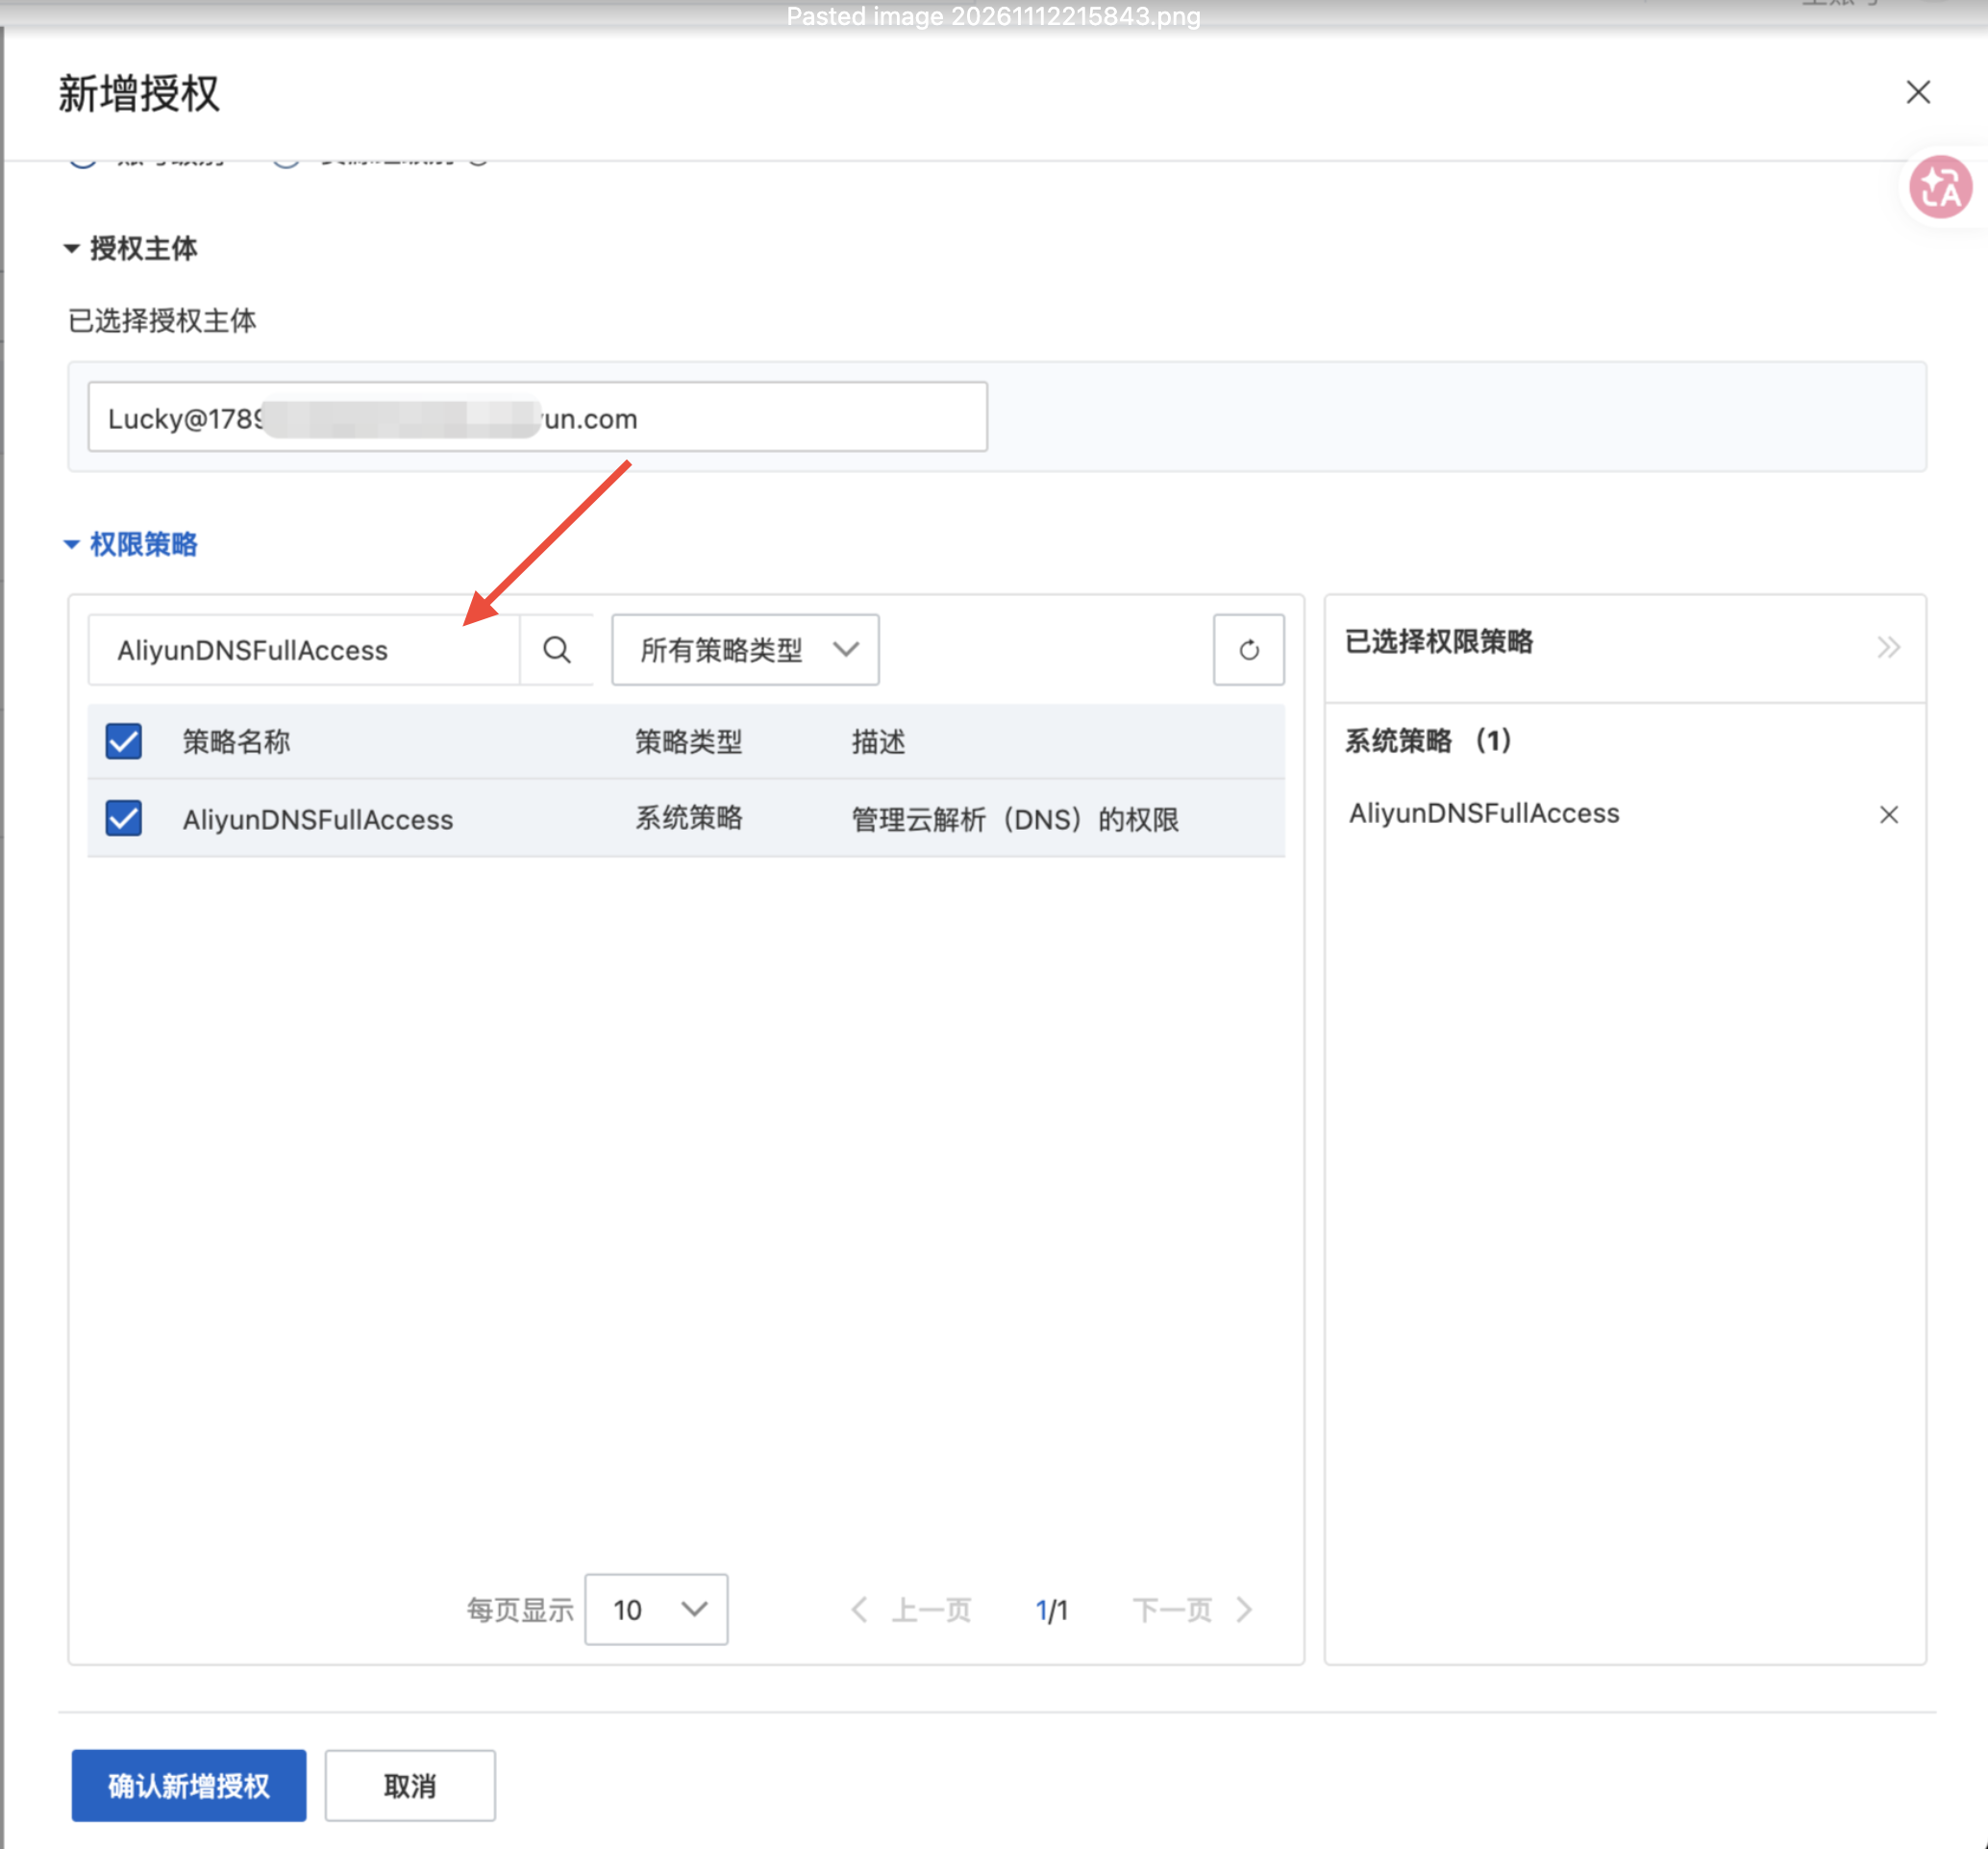 Pasted image 20261112215843.png
新增授权
授权主体
已选择授权主体
Lucky@1789
yun.com
权限策略
AliyunDNSFullAccess
所有策略类型
策略名称 策略类型 描述
AliyunDNSFullAccess 系统策略 管理云解析（DNS）的权限
每页显示 10 上一页 1/1 下一页
已选择权限策略
系统策略 （1）
AliyunDNSFullAccess
确认新增授权 取消